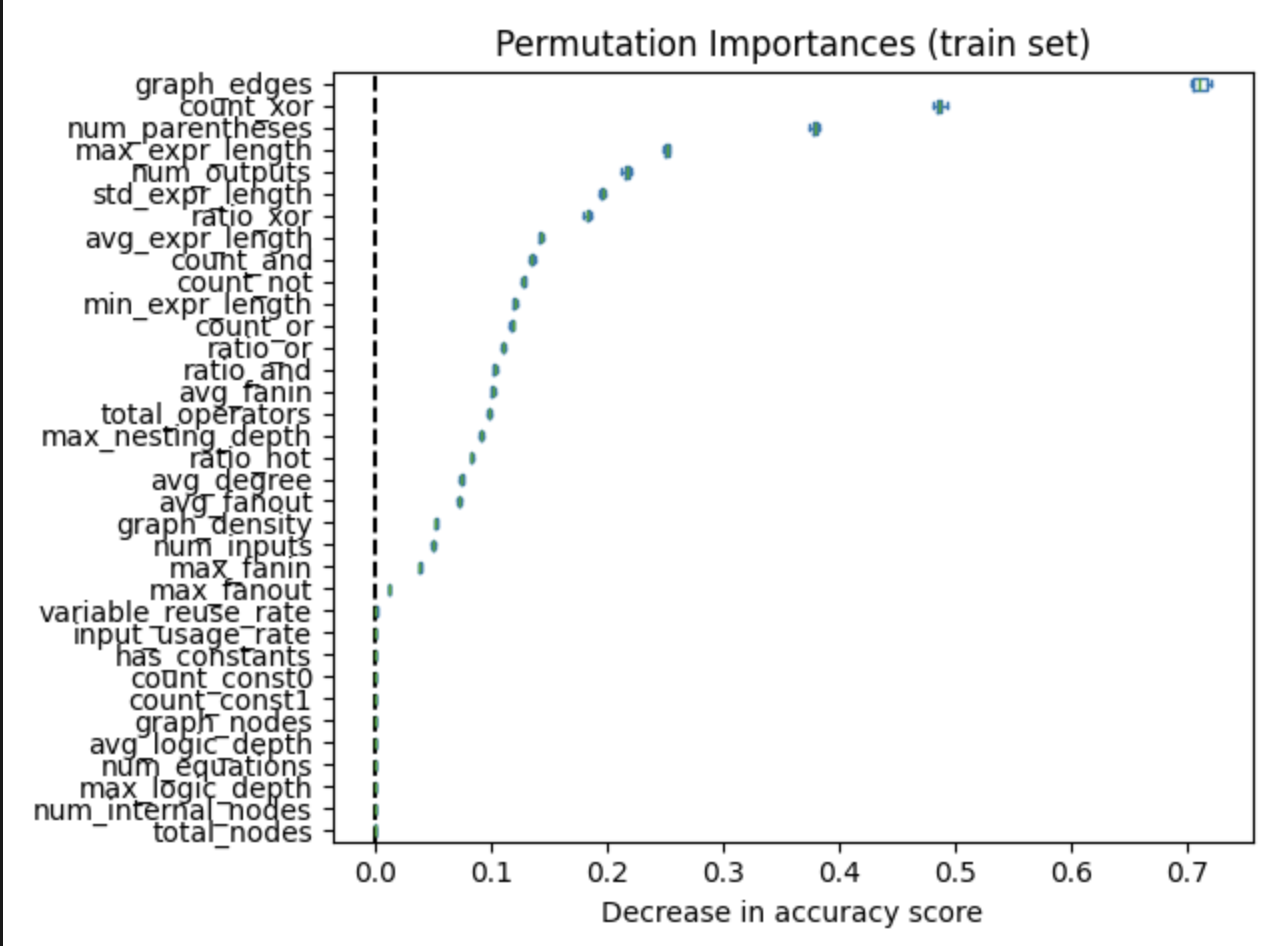 Permutation Importances (train set)
graph_edges
count_xor
num_parentheses
max_expr_length
num_outputs
std_expr_length
ratio_xor
avg_expr_length
count_and
count_not
min_expr_length
count_or
ratio_or
ratio_and
avg_fanin
total_operators
max_nesting_depth
ratio_not
avg_degree
avg_fanout
graph_density
num_inputs
max_fanin
max_fanout
variable_reuse_rate
input_usage_rate
has_constants
count_const0
count_const1
graph_nodes
avg_logic_depth
num_equations
max_logic_depth
num_internal_nodes
total_nodes
0.0 0.1 0.2 0.3 0.4 0.5 0.6 0.7
Decrease in accuracy score